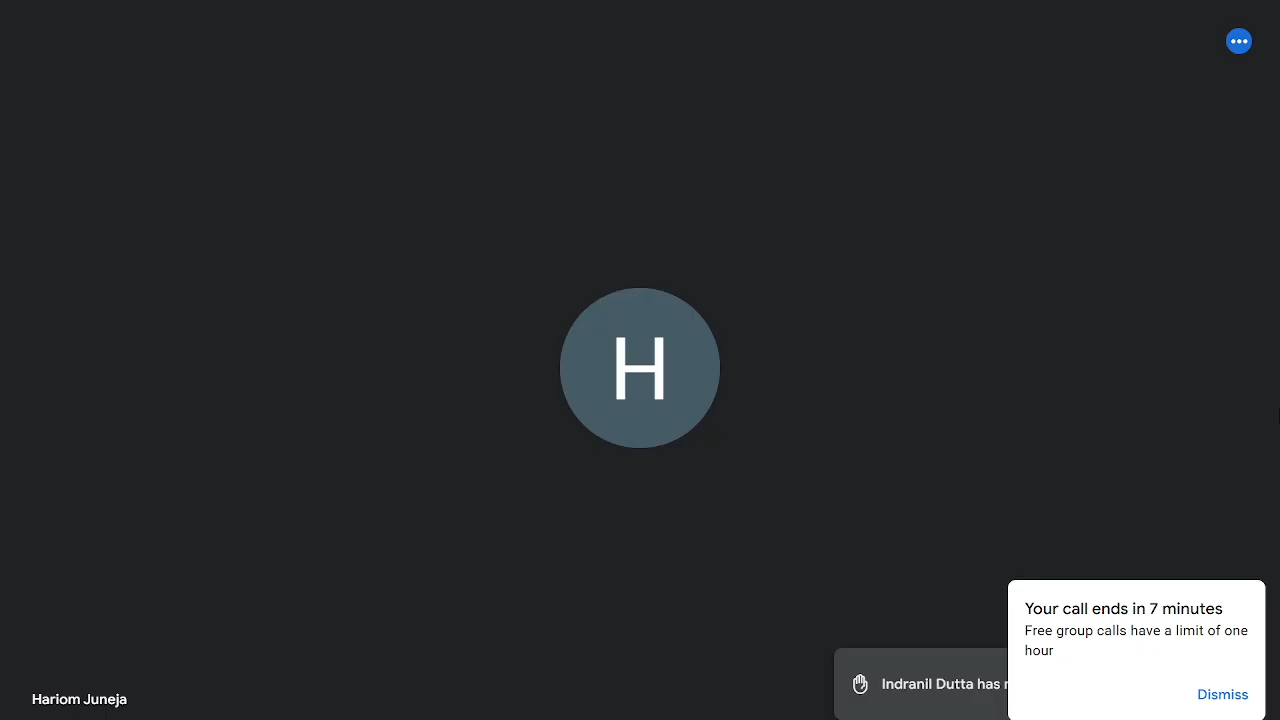 H
Your call ends in 7 minutes
Free group calls have a limit of one
hour
Indranil Dutta has
Dismiss
Hariom Juneja